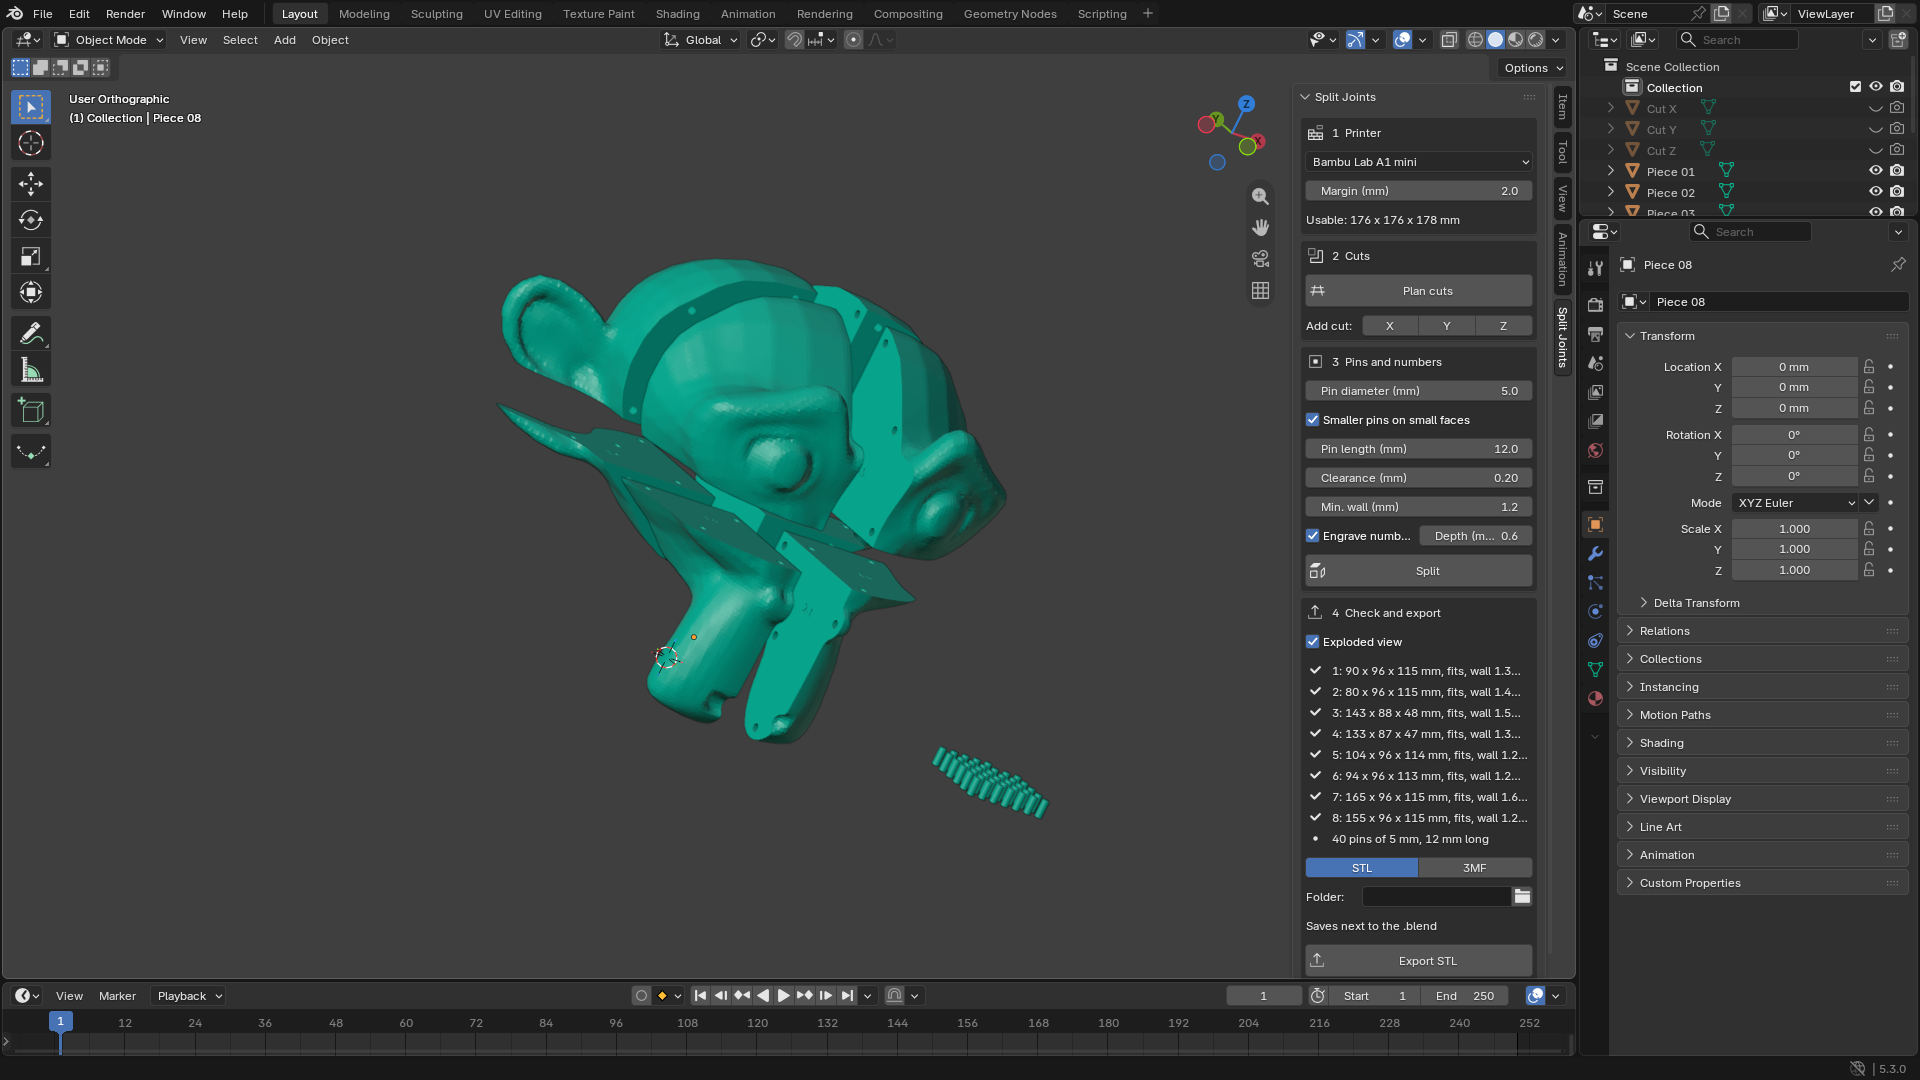 File Edit Render Window Help Layout Modeling Sculpting UV Editing Texture Paint Shading Animation Rendering Compositing Geometry Nodes Scripting Scene ViewLayer
Object Mode View Select Add Object Global Search
Options
User Orthographic
(1) Collection | Piece 08
Z
Y
X
Split Joints
1 Printer
Bambu Lab A1 mini
Margin (mm) 2.0
Usable: 176 x 176 x 178 mm
2 Cuts
Plan cuts
Add cut: X Y Z
3 Pins and numbers
Pin diameter (mm) 5.0
Smaller pins on small faces
Pin length (mm) 12.0
Clearance (mm) 0.20
Min. wall (mm) 1.2
Engrave numb... Depth (m... 0.6
Split
4 Check and export
Exploded view
1: 90 x 96 x 115 mm, fits, wall 1.3...
2: 80 x 96 x 115 mm, fits, wall 1.4...
3: 143 x 88 x 48 mm, fits, wall 1.5...
4: 133 x 87 x 47 mm, fits, wall 1.3...
5: 104 x 96 x 114 mm, fits, wall 1.2...
6: 94 x 96 x 113 mm, fits, wall 1.2...
7: 165 x 96 x 115 mm, fits, wall 1.6...
8: 155 x 96 x 115 mm, fits, wall 1.2...
40 pins of 5 mm, 12 mm long
STL 3MF
Folder:
Saves next to the .blend
Export STL
Item
Tool
View
Animation
Split Joints
Scene Collection
Collection
Cut X
Cut Y
Cut Z
Piece 01
Piece 02
Piece 03
Search
Piece 08
Piece 08
Transform
Location X 0 mm
Y 0 mm
Z 0 mm
Rotation X 0°
Y 0°
Z 0°
Mode XYZ Euler
Scale X 1.000
Y 1.000
Z 1.000
Delta Transform
Relations
Collections
Instancing
Motion Paths
Shading
Visibility
Viewport Display
Line Art
Animation
Custom Properties
View Marker Playback 1 Start 1 End 250
1 12 24 36 48 60 72 84 96 108 120 132 144 156 168 180 192 204 216 228 240 252
5.3.0